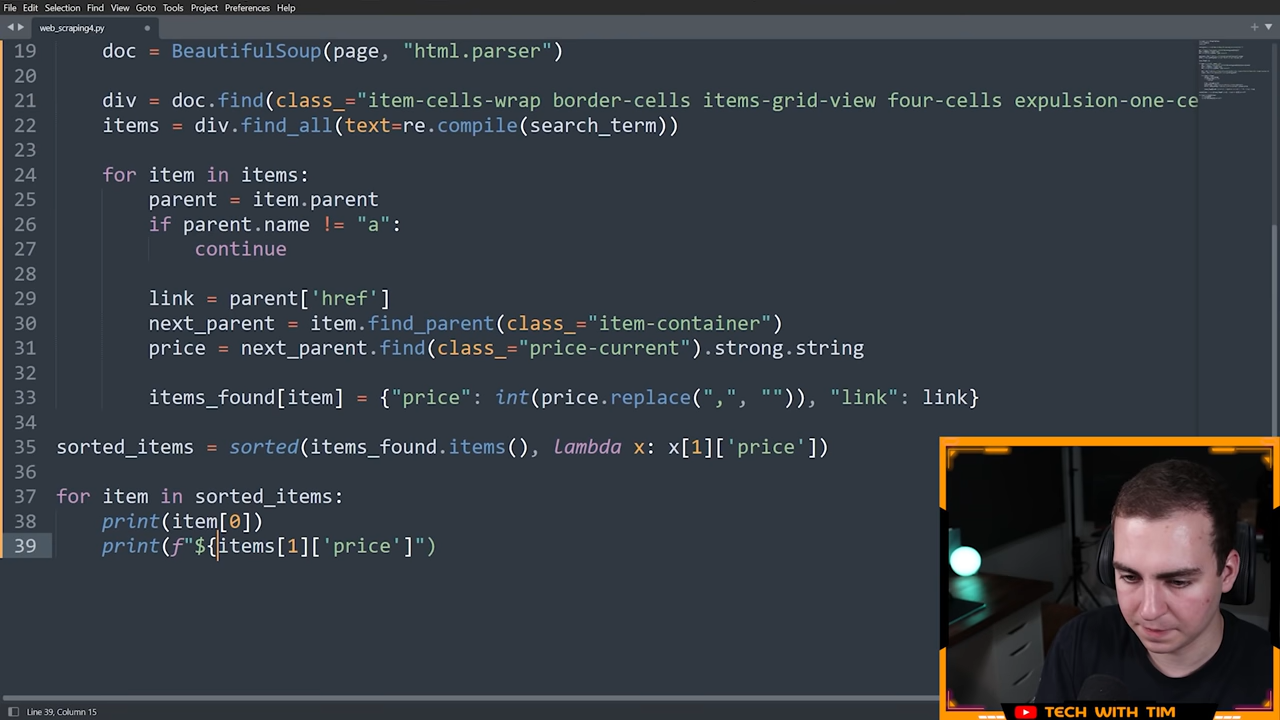 File Edit Selection Find View Goto Tools Project Preferences Help
web_scraping4.py
19 doc = BeautifulSoup(page, "html.parser")
20
21 div = doc.find(class_="item-cells-wrap border-cells items-grid-view four-cells expulsion-one-ce
22 items = div.find_all(text=re.compile(search_term))
23
24 for item in items:
25 parent = item.parent
26 if parent.name != "a":
27 continue
28
29 link = parent['href']
30 next_parent = item.find_parent(class_="item-container")
31 price = next_parent.find(class_="price-current").strong.string
32
33 items_found[item] = {"price": int(price.replace(",", "")), "link": link}
34
35 sorted_items = sorted(items_found.items(), lambda x: x[1]['price'])
36
37 for item in sorted_items:
38 print(item[0])
39 print(f"${items[1]['price']")
Line 39, Column 15
TECH WITH TIM